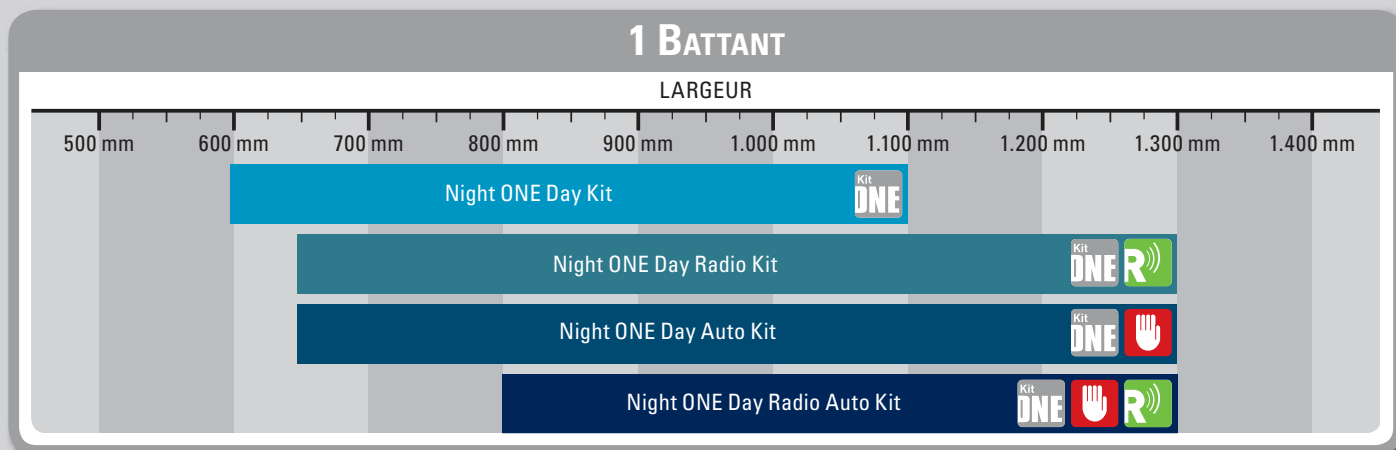 1 BATTANT
LARGEUR
500 mm 600 mm 700 mm 800 mm 900 mm 1.000 mm 1.100 mm 1.200 mm 1.300 mm 1.400 mm
Night ONE Day Kit Kit ONE
Night ONE Day Radio Kit Kit ONE R
Night ONE Day Auto Kit Kit ONE
Night ONE Day Radio Auto Kit Kit ONE R